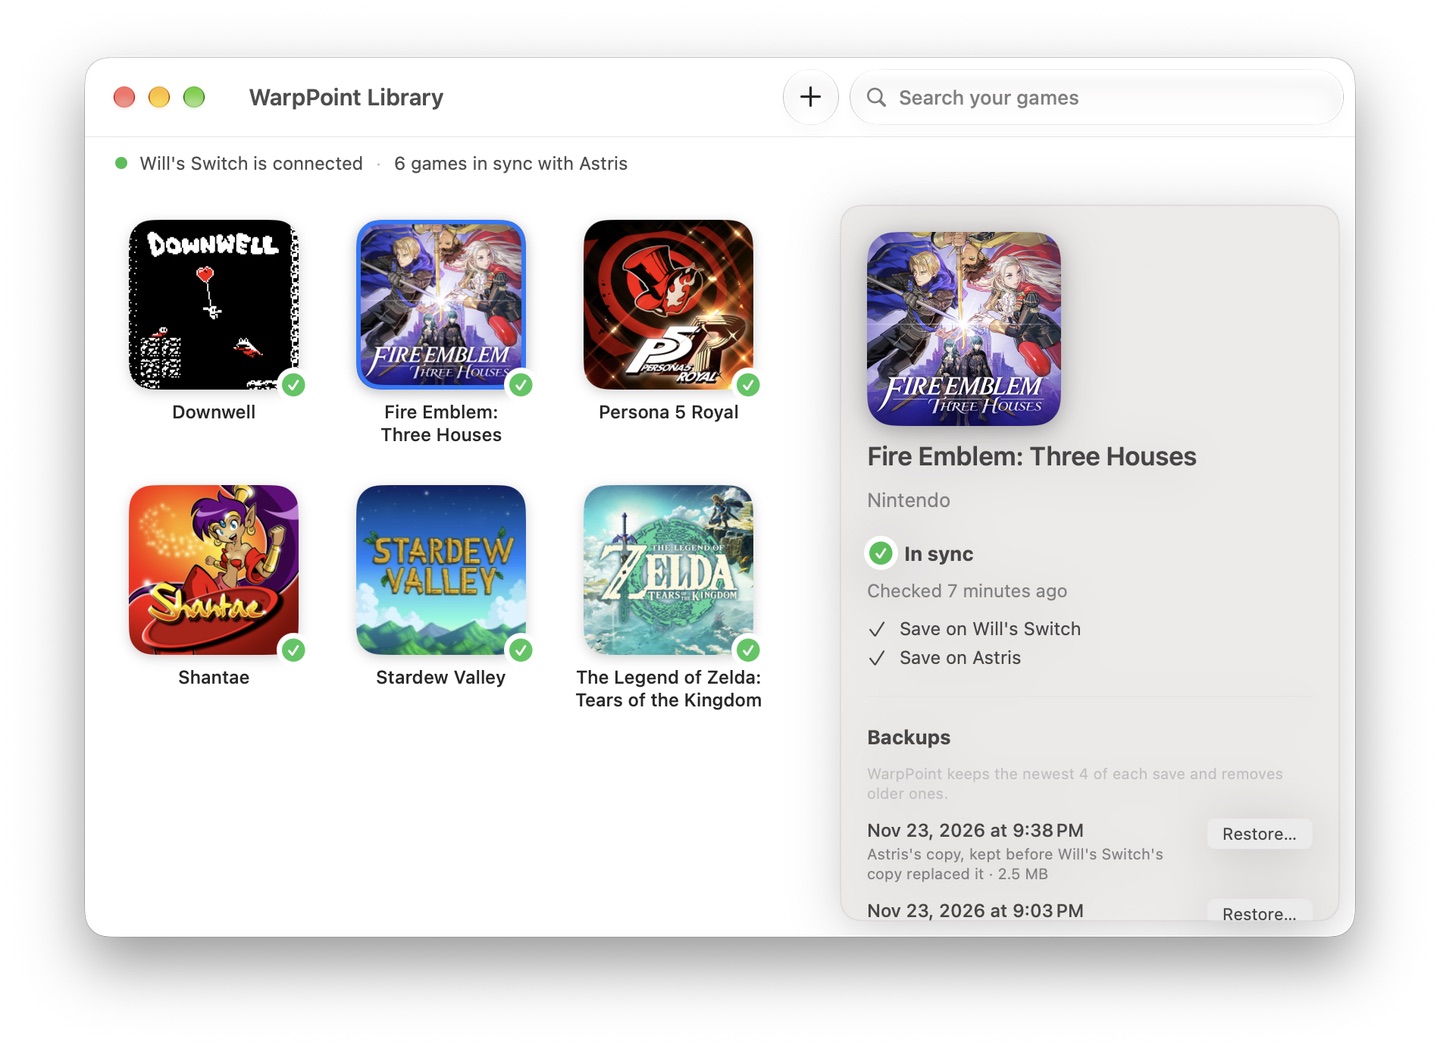 WarpPoint Library
Search your games
Will's Switch is connected · 6 games in sync with Astris
DOWNWELL
Downwell
FIRE EMBLEM
THREE HOUSES
Fire Emblem:
Three Houses
P5R
PERSONA5
ROYAL
Persona 5 Royal
Shantae
Shantae
STARDEW
VALLEY
Stardew Valley
THE LEGEND OF
ZELDA
TEARS OF THE KINGDOM
The Legend of Zelda:
Tears of the Kingdom
FIRE EMBLEM
THREE HOUSES
Fire Emblem: Three Houses
Nintendo
In sync
Checked 7 minutes ago
Save on Will's Switch
Save on Astris
Backups
WarpPoint keeps the newest 4 of each save and removes
older ones.
Nov 23, 2026 at 9:38 PM
Restore...
Astris's copy, kept before Will's Switch's
copy replaced it · 2.5 MB
Nov 23, 2026 at 9:03 PM
Restore...